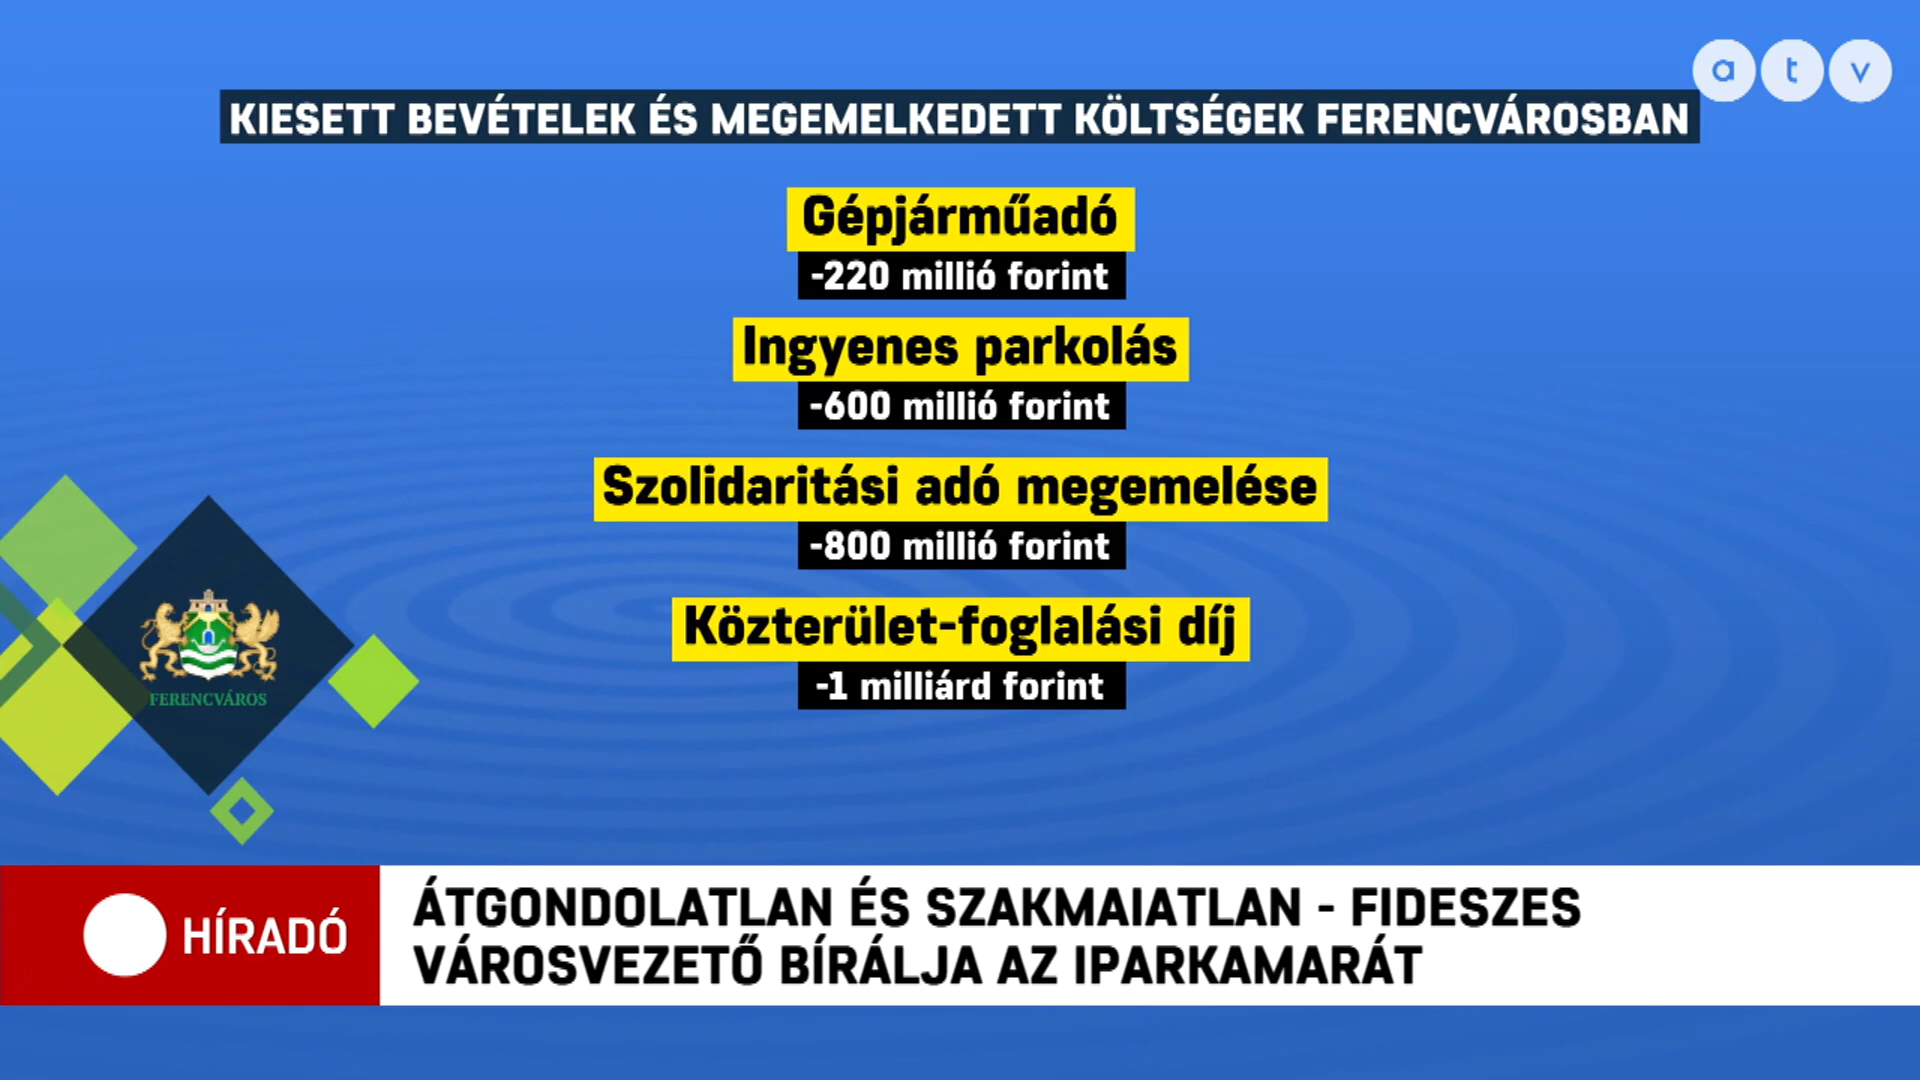 a t v
KIESETT BEVÉTELEK ÉS MEGEMELKEDETT KÖLTSÉGEK FERENCVÁROSBAN
Gépjárműadó
-220 millió forint
Ingyenes parkolás
-600 millió forint
Szolidaritási adó megemelése
-800 millió forint
Közterület-foglalási díj
-1 milliárd forint
FERENCVÁROS
HÍRADÓ
ÁTGONDOLATLAN ÉS SZAKMAIATLAN - FIDESZES
VÁROSVEZETŐ BÍRÁLJA AZ IPARKAMARÁT